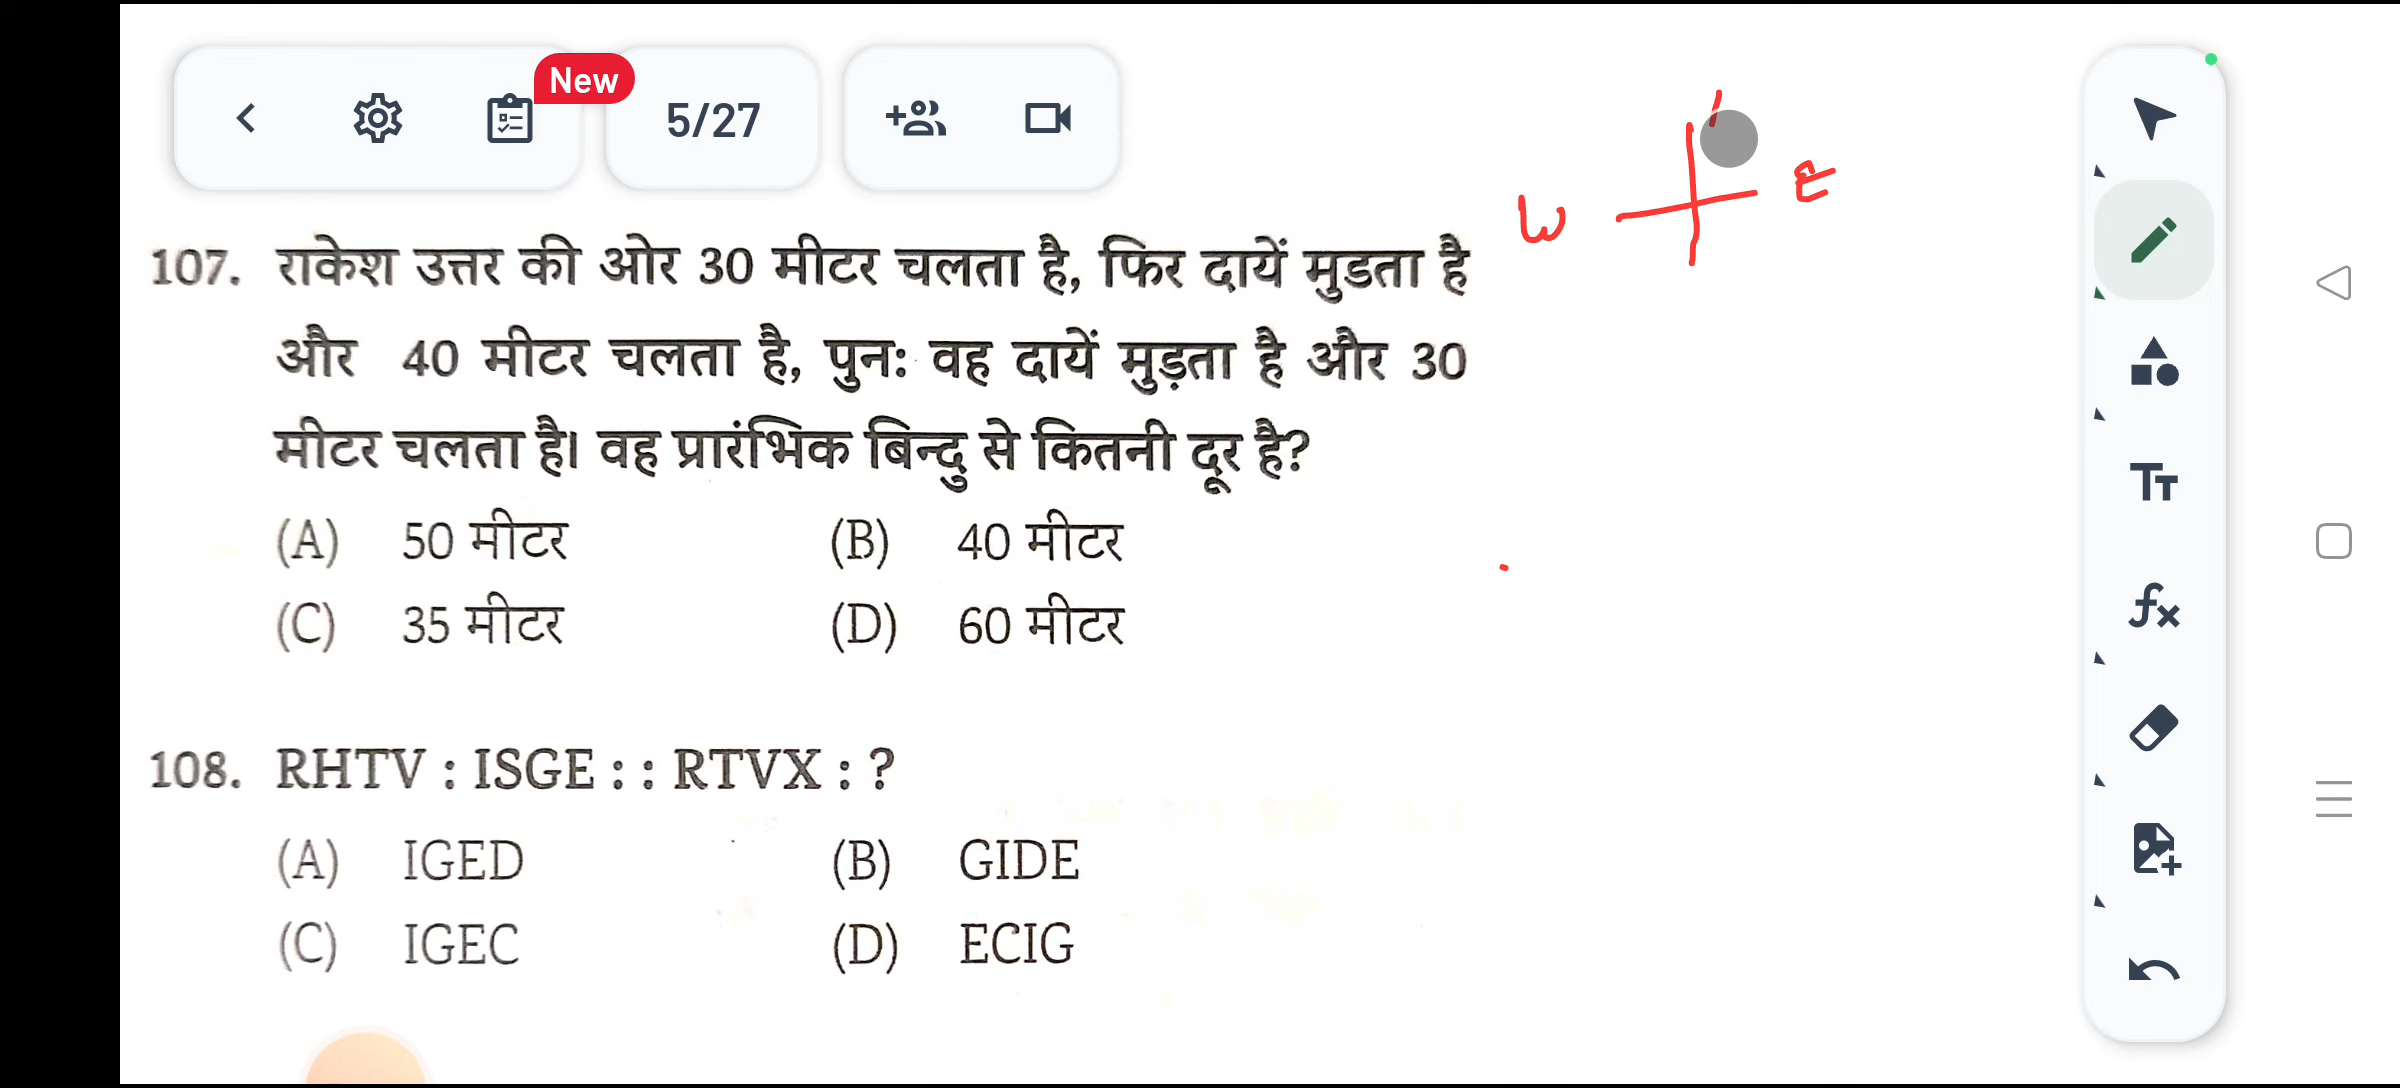 New
5/27
W E
107. राकेश उत्तर की ओर 30 मीटर चलता है, फिर दायें मुडता है
और 40 मीटर चलता है, पुनः वह दायें मुड़ता है और 30
मीटर चलता है। वह प्रारंभिक बिन्दु से कितनी दूर है?
(A) 50 मीटर (B) 40 मीटर
(C) 35 मीटर (D) 60 मीटर
108. RHTV : ISGE : : RTVX : ?
(A) IGED (B) GIDE
(C) IGEC (D) ECIG
TT
fx